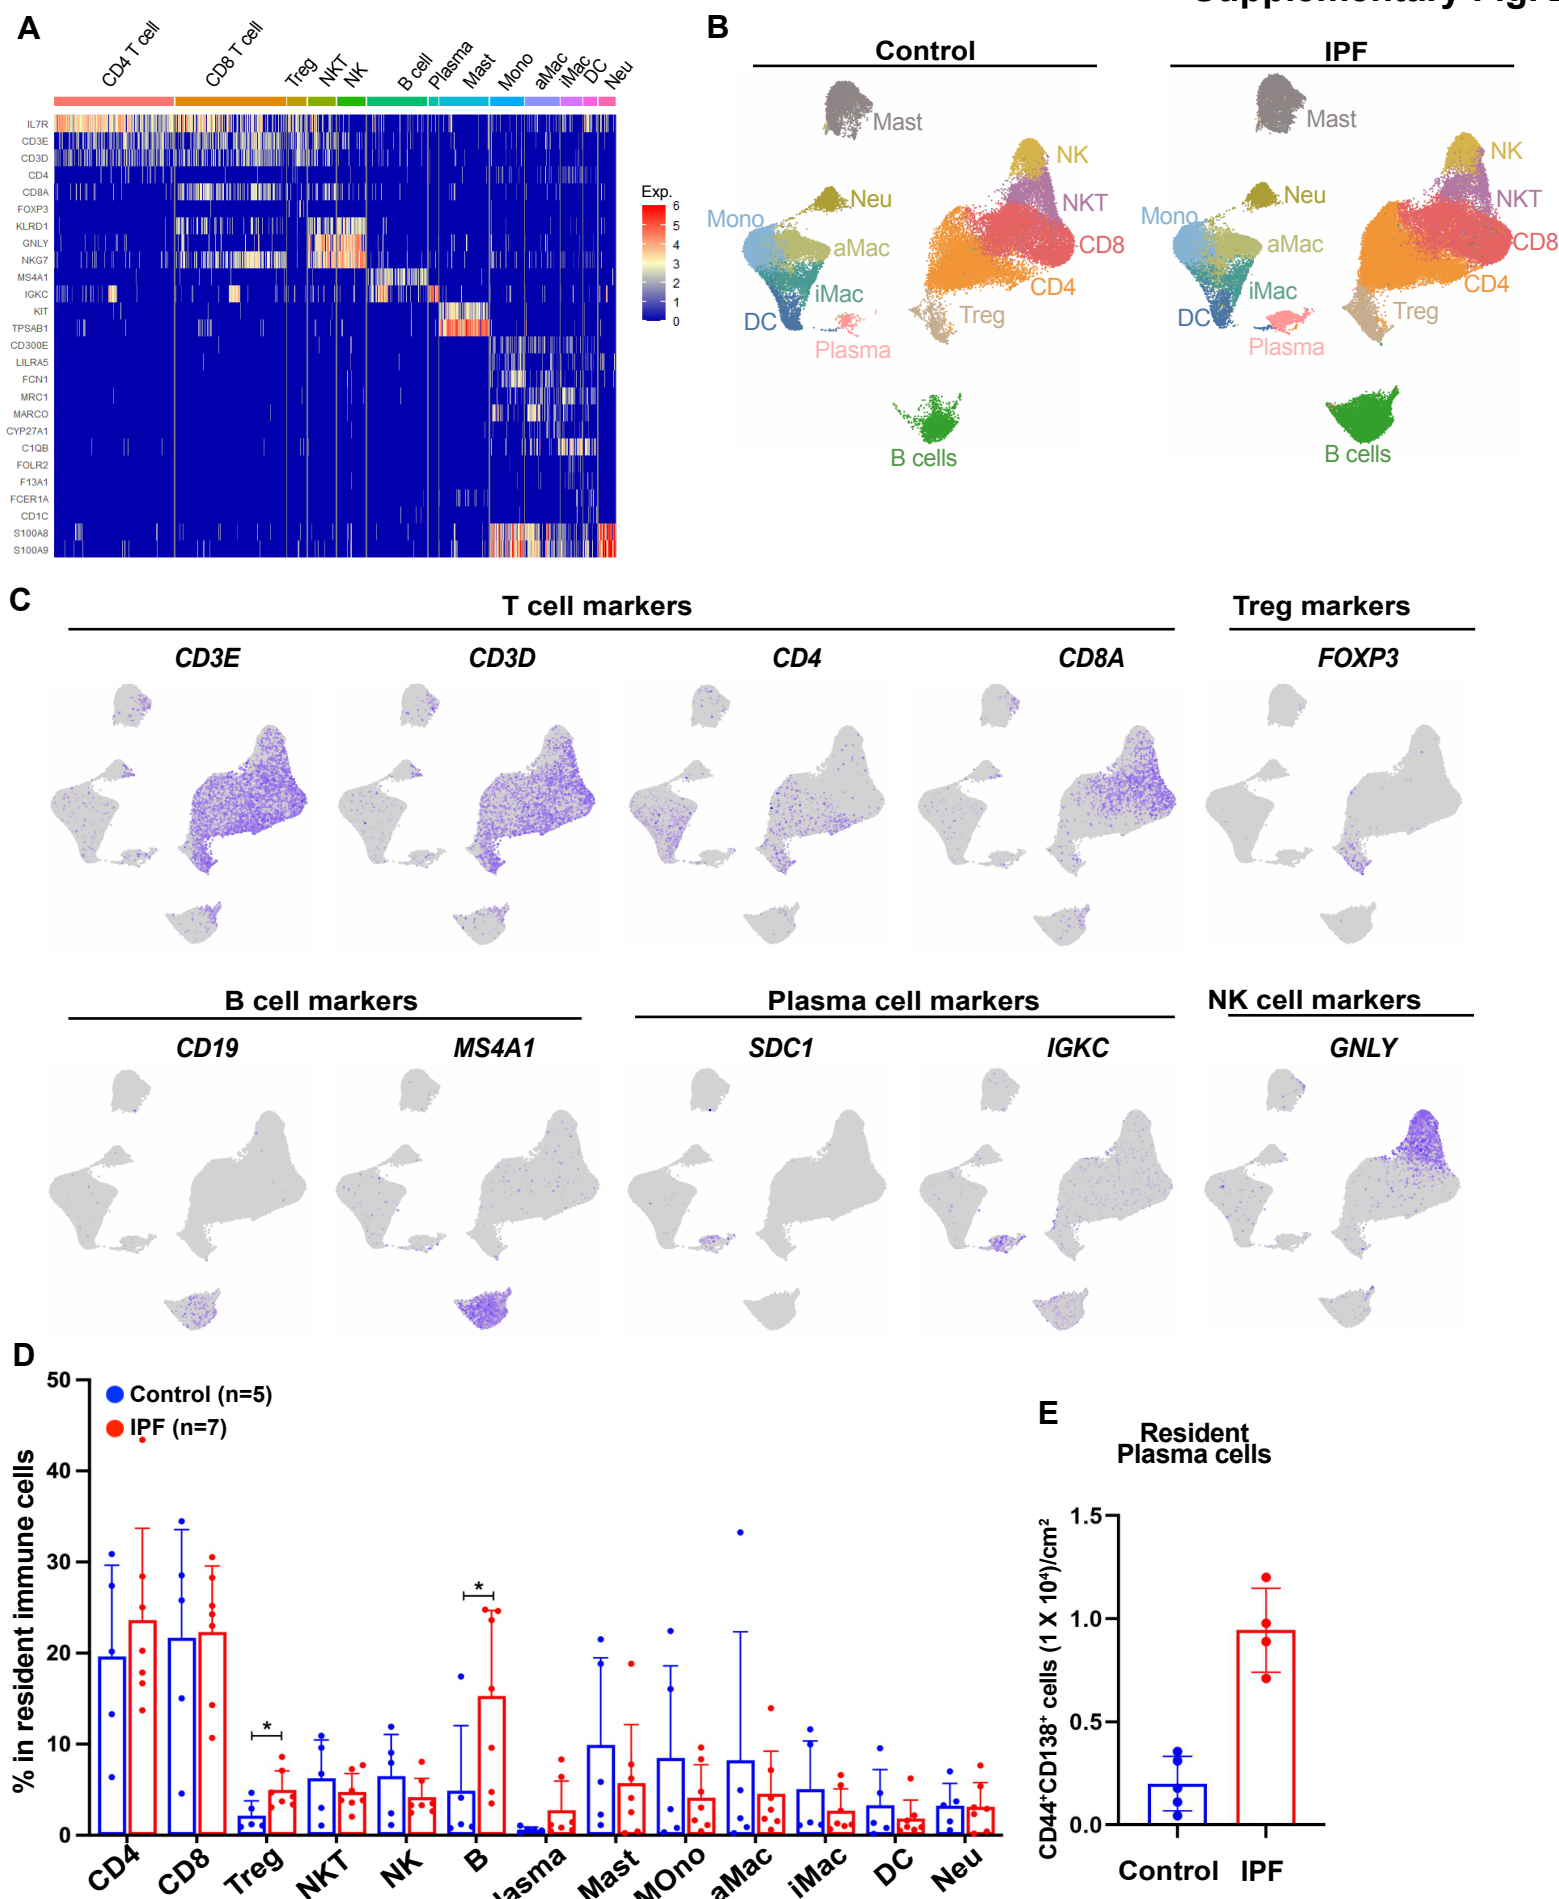 A
CD4 T cell
CD8 T cell
Treg
NKT
NK
B cell
Plasma
Mast
Mono
aMac
iMac
DC
Neu
IL7R
CD3E
CD3D
CD4
CD8A
FOXP3
KLRD1
GNLY
NKG7
MS4A1
IGKC
KIT
TPSAB1
CD300E
LILRA5
FCN1
MRC1
MARCO
CYP27A1
C1QB
FOLR2
F13A1
FCER1A
CD1C
S100A8
S100A9
Exp.
6
5
4
3
2
1
0
B
Control
Mast
NK
Neu
NKT
Mono
aMac
CD8
iMac
CD4
DC
Treg
Plasma
B cells
IPF
Mast
NK
Neu
NKT
Mono
aMac
CD8
iMac
CD4
DC
Treg
Plasma
B cells
C
T cell markers
Treg markers
CD3E
CD3D
CD4
CD8A
FOXP3
B cell markers
Plasma cell markers
NK cell markers
CD19
MS4A1
SDC1
IGKC
GNLY
D
% in resident immune cells
50
40
30
20
10
0
Control (n=5)
IPF (n=7)
*
*
CD4
CD8
Treg
NKT
NK
B
lasma
Mast
MOno
aMac
iMac
DC
Neu
E
Resident
Plasma cells
CD44⁺CD138⁺ cells (1 X 10⁴)/cm²
1.5
1.0
0.5
0.0
Control
IPF